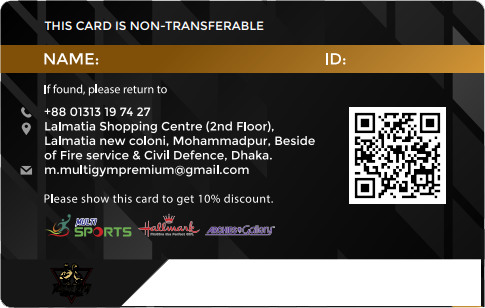 THIS CARD IS NON-TRANSFERABLE
NAME: ID:
If found, please return to
+88 01313 19 74 27
Lalmatia Shopping Centre (2nd Floor),
Lalmatia new coloni, Mohammadpur, Beside
of Fire service & Civil Defence, Dhaka.
m.multigympremium@gmail.com
Please show this card to get 10% discount.
MULTI
SPORTS
Hallmark
Archies Gallery